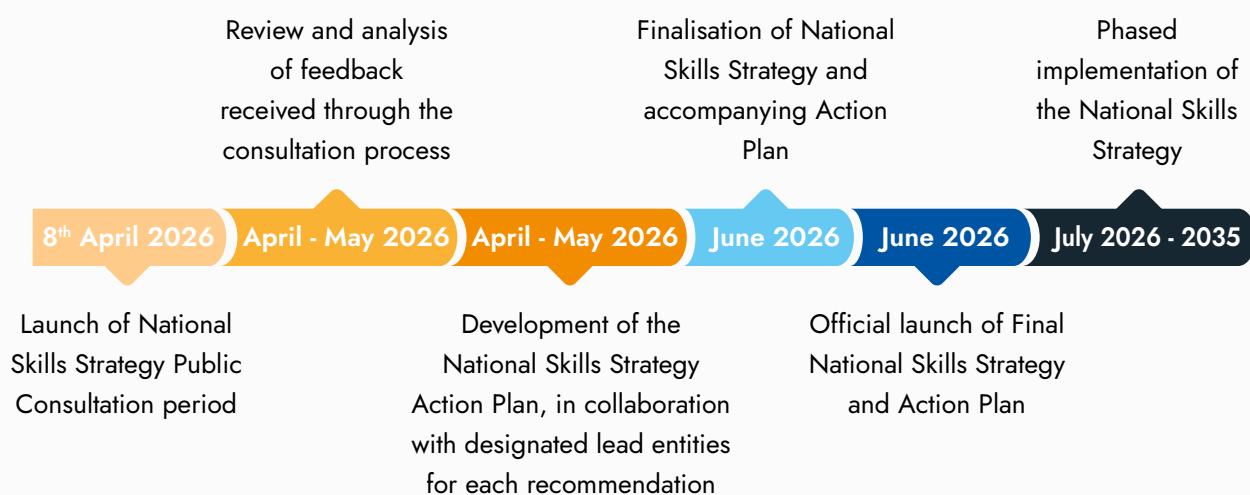 Review and analysis
of feedback
received through the
consultation process
Finalisation of National
Skills Strategy and
accompanying Action
Plan
Phased
implementation of
the National Skills
Strategy
8th April 2026
April - May 2026
April - May 2026
June 2026
June 2026
July 2026 - 2035
Launch of National
Skills Strategy Public
Consultation period
Development of the
National Skills Strategy
Action Plan, in collaboration
with designated lead entities
for each recommendation
Official launch of Final
National Skills Strategy
and Action Plan